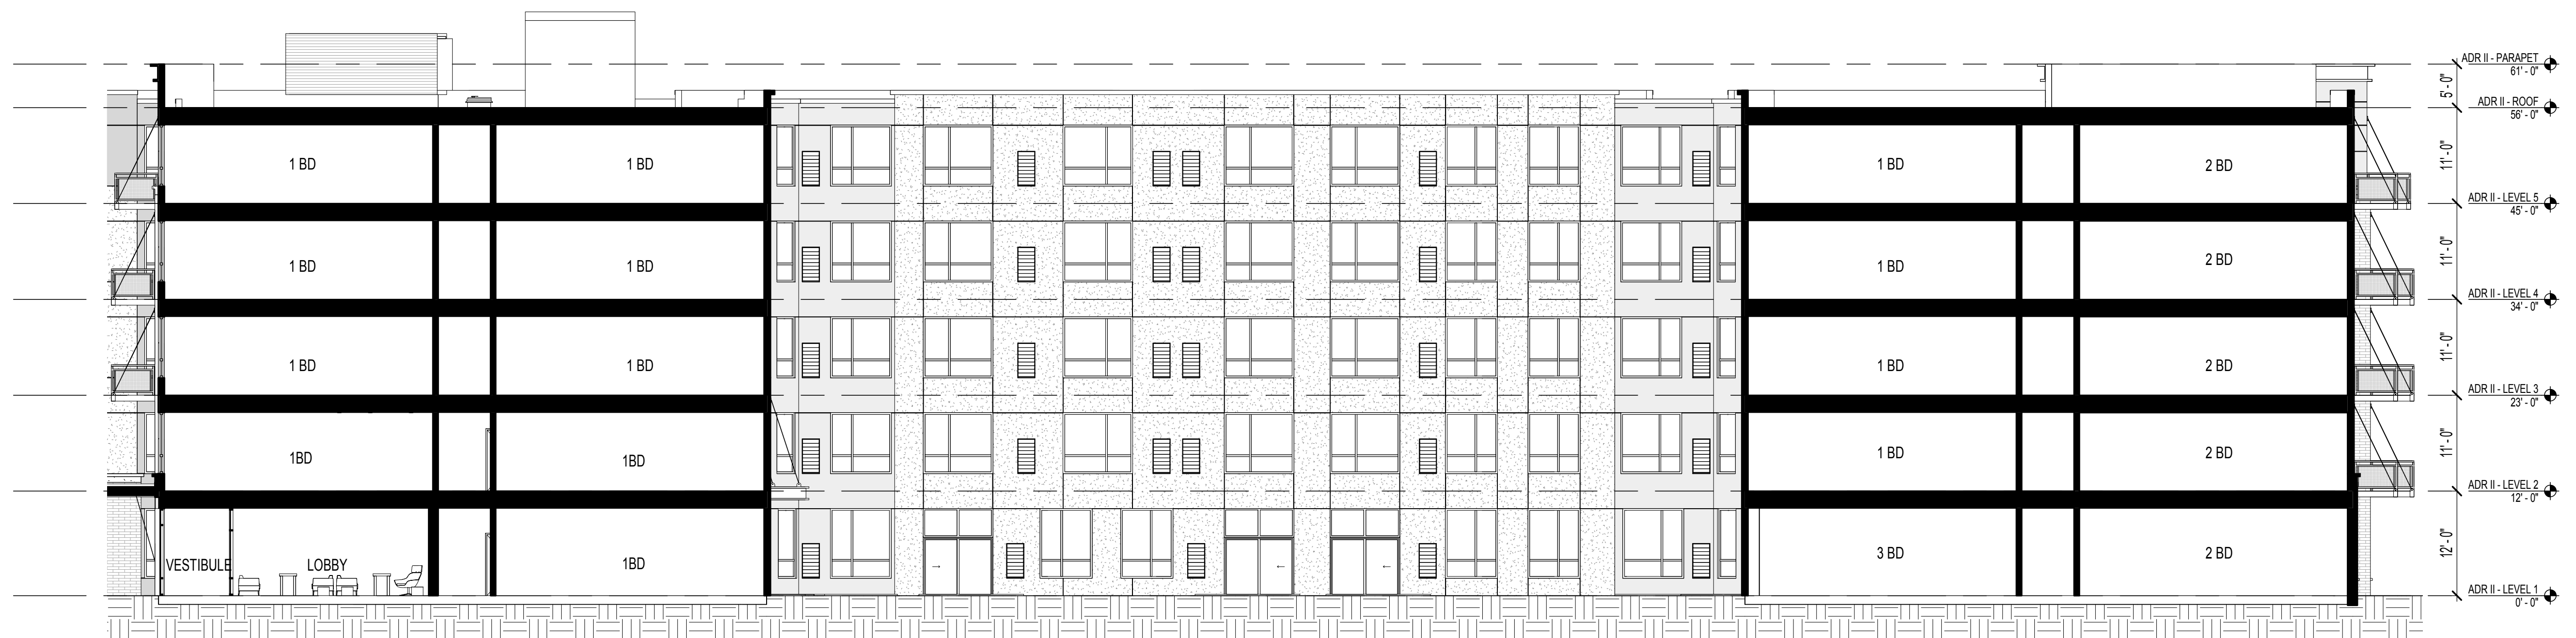 ADR II - PARAPET
61' - 0"
5' - 0"
ADR II - ROOF
56' - 0"
1 BD
1 BD
1 BD
2 BD
11' - 0"
ADR II - LEVEL 5
45' - 0"
1 BD
1 BD
1 BD
2 BD
11' - 0"
ADR II - LEVEL 4
34' - 0"
1 BD
1 BD
1 BD
2 BD
11' - 0"
ADR II - LEVEL 3
23' - 0"
1BD
1BD
1 BD
2 BD
11' - 0"
ADR II - LEVEL 2
12' - 0"
VESTIBULE
LOBBY
1BD
3 BD
2 BD
12' - 0"
ADR II - LEVEL 1
0' - 0"